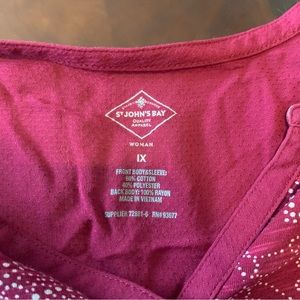 ST JOHN'S BAY
QUALITY
APPAREL
WOMAN
1X
FRONT BODY&SLEEVE:
60% COTTON
40% POLYESTER
BACK BODY: 100% RAYON
MADE IN VIETNAM
SUPPLIER 72881-6 RN# 93677